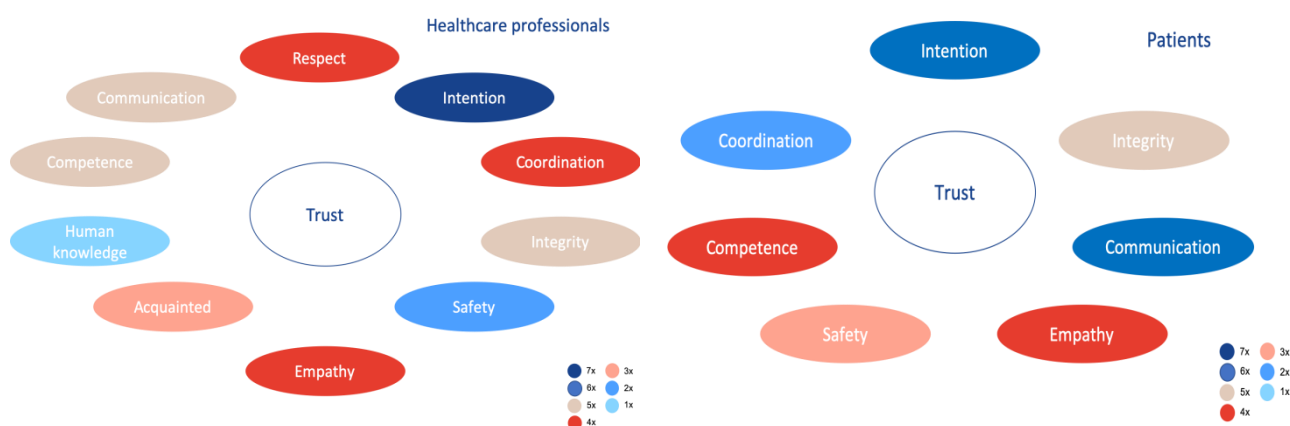 Healthcare professionals
Respect
Communication
Intention
Competence
Coordination
Trust
Human
knowledge
Integrity
Acquainted
Safety
Empathy
7x
3x
6x
2x
5x
1x
4x
Patients
Intention
Coordination
Integrity
Trust
Competence
Communication
Safety
Empathy
7x
3x
6x
2x
5x
1x
4x